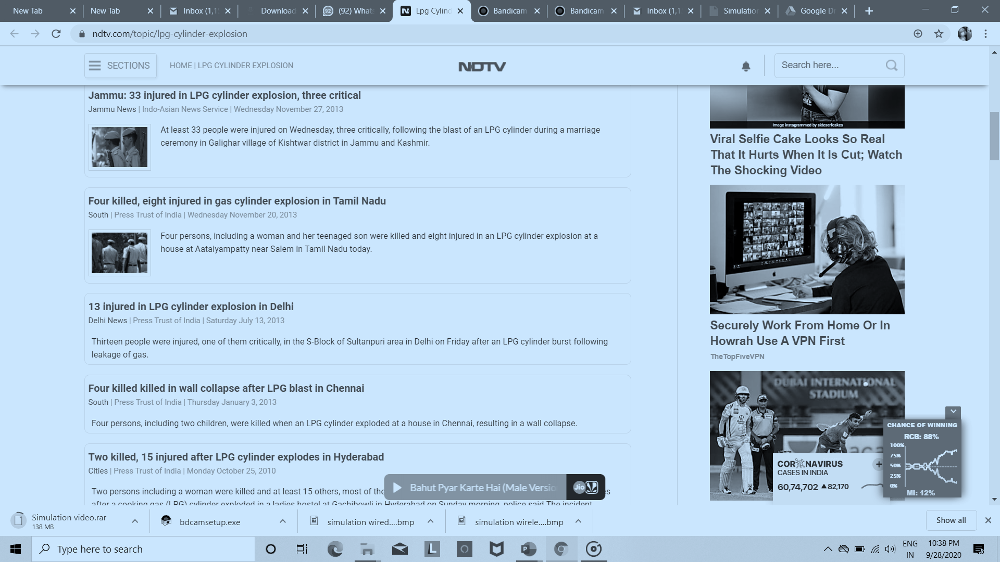 New Tab
New Tab
Inbox (1,1
Download
(92) What
Lpg Cylin
Bandicam
Bandicam
Inbox (1,1
Simulatio
Google Dr
ndtv.com/topic/lpg-cylinder-explosion
SECTIONS
HOME | LPG CYLINDER EXPLOSION
NDTV
Search here...
Jammu: 33 injured in LPG cylinder explosion, three critical
Jammu News | Indo-Asian News Service | Wednesday November 27, 2013
At least 33 people were injured on Wednesday, three critically, following the blast of an LPG cylinder during a marriage
ceremony in Galighar village of Kishtwar district in Jammu and Kashmir.
Four killed, eight injured in gas cylinder explosion in Tamil Nadu
South | Press Trust of India | Wednesday November 20, 2013
Four persons, including a woman and her teenaged son were killed and eight injured in an LPG cylinder explosion at a
house at Aataiyampatty near Salem in Tamil Nadu today.
13 injured in LPG cylinder explosion in Delhi
Delhi News | Press Trust of India | Saturday July 13, 2013
Thirteen people were injured, one of them critically, in the S-Block of Sultanpuri area in Delhi on Friday after an LPG cylinder burst following
leakage of gas.
Four killed killed in wall collapse after LPG blast in Chennai
South | Press Trust of India | Thursday January 3, 2013
Four persons, including two children, were killed when an LPG cylinder exploded at a house in Chennai, resulting in a wall collapse.
Two killed, 15 injured after LPG cylinder explodes in Hyderabad
Cities | Press Trust of India | Monday October 25, 2010
Two persons including a woman were killed and at least 15 others, most of the
after a cooking gas (LPG) cylinder exploded in a ladies hostel at Gachibowli in Hyderabad on Sunday morning, police said.The incident
Bahut Pyar Karte Hai (Male Versio
Jio
Image instagrammed by sideserfcakes
Viral Selfie Cake Looks So Real
That It Hurts When It Is Cut; Watch
The Shocking Video
Securely Work From Home Or In
Howrah Use A VPN First
TheTopFiveVPN
DUBAI INTERNATIONAL
STADIUM
CORONAVIRUS
CASES IN INDIA
60,74,702 ▲82,170
CHANCE OF WINNING
RCB: 88%
100%
75%
50%
25%
0%
MI: 12%
Simulation video.rar
138 MB
bdcamsetup.exe
simulation wired....bmp
simulation wirele....bmp
Show all
Type here to search
ENG
IN
10:38 PM
9/28/2020